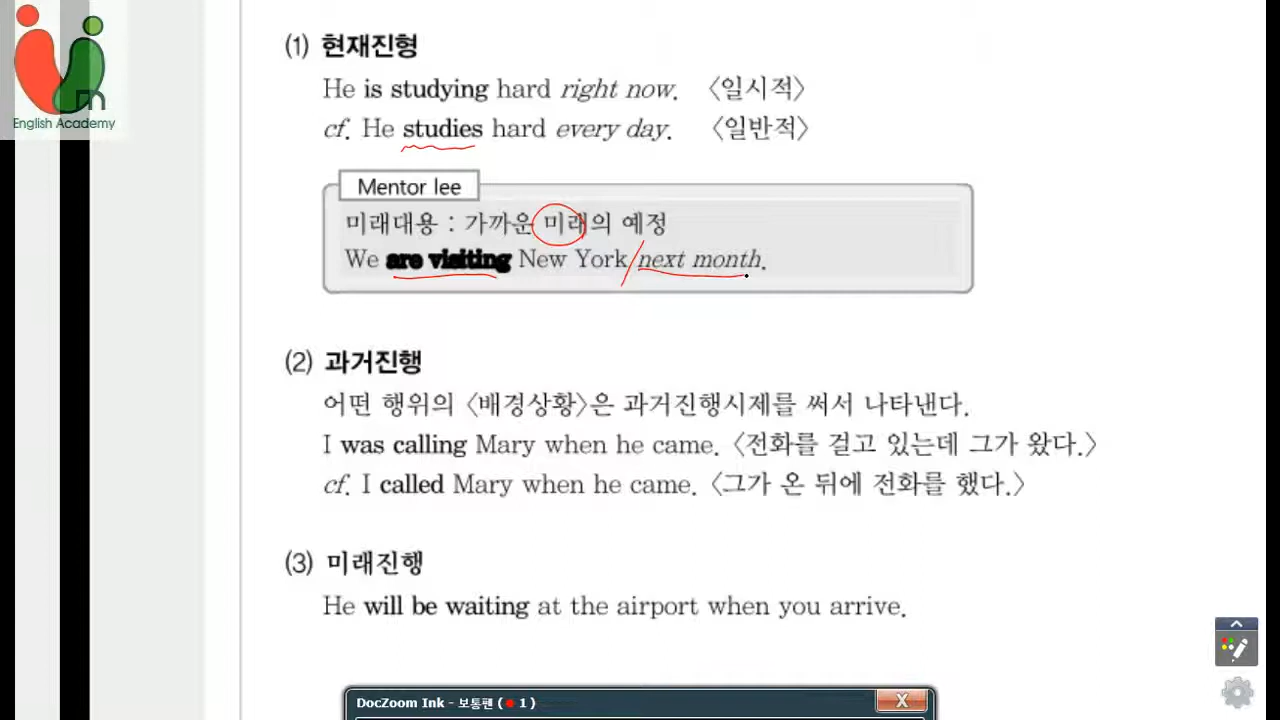 English Academy
(1) 현재진형
He is studying hard right now. 〈일시적〉
cf. He studies hard every day. 〈일반적〉
Mentor lee
미래대용 : 가까운 미래의 예정
We are visiting New York next month.
(2) 과거진행
어떤 행위의 〈배경상황〉은 과거진행시제를 써서 나타낸다.
I was calling Mary when he came. 〈전화를 걸고 있는데 그가 왔다.〉
cf. I called Mary when he came. 〈그가 온 뒤에 전화를 했다.〉
(3) 미래진행
He will be waiting at the airport when you arrive.
DocZoom Ink - 보통펜 ( 1 )